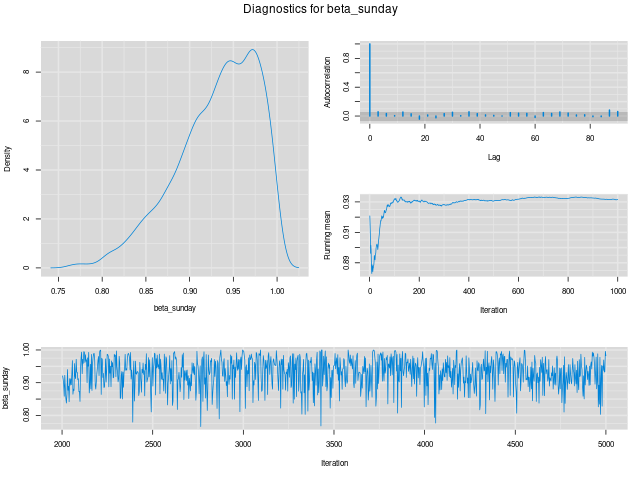 Diagnostics for beta_sunday
Density
0 2 4 6 8
0.75 0.80 0.85 0.90 0.95 1.00
beta_sunday
Autocorrelation
0.0 0.4 0.8
0 20 40 60 80
Lag
Running mean
0.89 0.91 0.93
0 200 400 600 800 1000
Iteration
beta_sunday
0.80 0.90 1.00
2000 2500 3000 3500 4000 4500 5000
Iteration